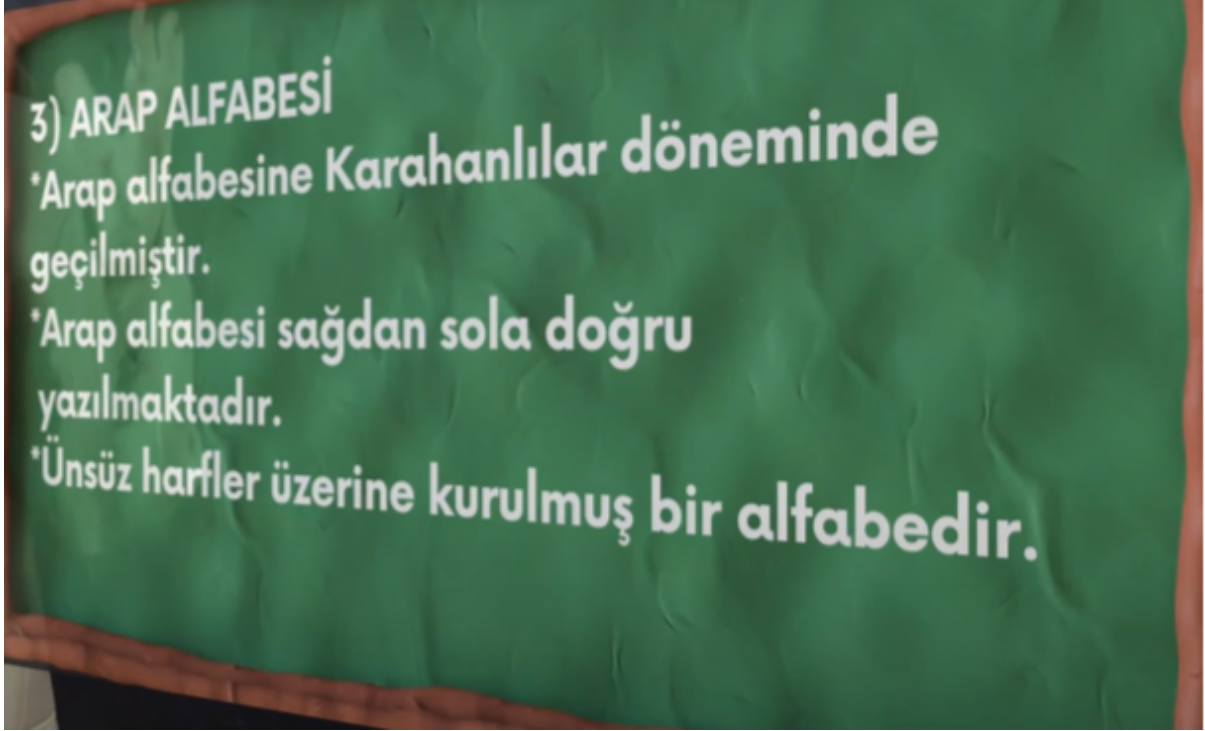 3) ARAP ALFABESİ
*Arap alfabesine Karahanlılar döneminde
geçilmiştir.
*Arap alfabesi sağdan sola doğru
yazılmaktadır.
*Ünsüz harfler üzerine kurulmuş bir alfabedir.